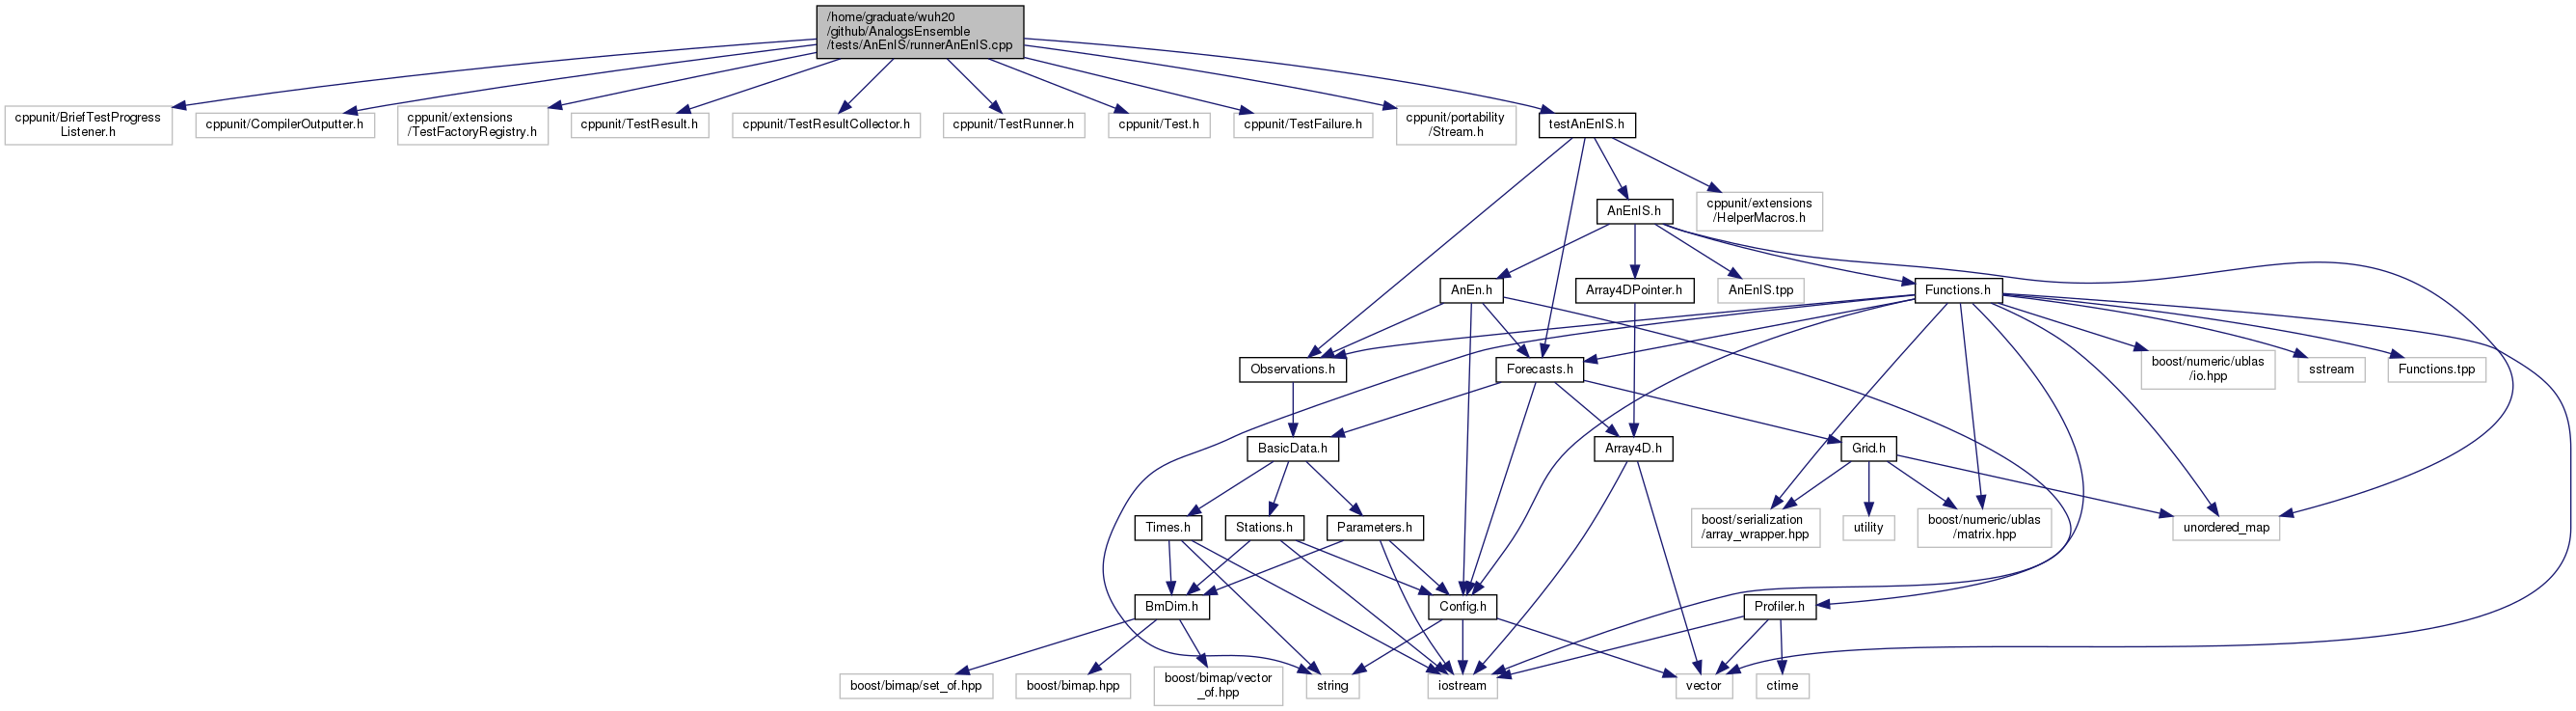 /home/graduate/wuh20
/github/AnalogsEnsemble
/tests/AnEnIS/runnerAnEnIS.cpp
cppunit/BriefTestProgress
Listener.h
cppunit/CompilerOutputter.h
cppunit/extensions
/TestFactoryRegistry.h
cppunit/TestResult.h
cppunit/TestResultCollector.h
cppunit/TestRunner.h
cppunit/Test.h
cppunit/TestFailure.h
cppunit/portability
/Stream.h
testAnEnIS.h
AnEnIS.h
cppunit/extensions
/HelperMacros.h
AnEn.h
Array4DPointer.h
AnEnIS.tpp
Functions.h
Observations.h
Forecasts.h
boost/numeric/ublas
/io.hpp
sstream
Functions.tpp
BasicData.h
Array4D.h
Grid.h
Times.h
Stations.h
Parameters.h
boost/serialization
/array_wrapper.hpp
utility
boost/numeric/ublas
/matrix.hpp
unordered_map
BmDim.h
Config.h
Profiler.h
boost/bimap/set_of.hpp
boost/bimap.hpp
boost/bimap/vector
_of.hpp
string
iostream
vector
ctime